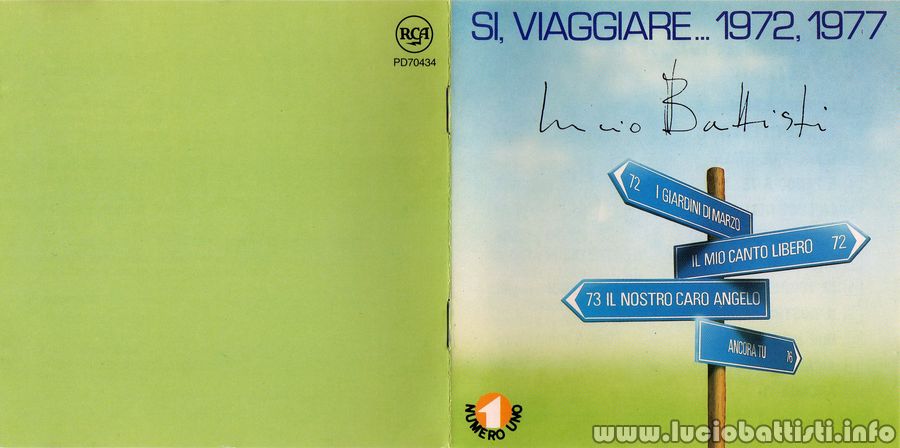 RCA
PD70434
SI, VIAGGIARE... 1972, 1977
Lucio Battisti
72 I GIARDINI DI MARZO
IL MIO CANTO LIBERO 72
73 IL NOSTRO CARO ANGELO
ANCORA TU 76
1
NUMERO UNO
www.luciobattisti.info